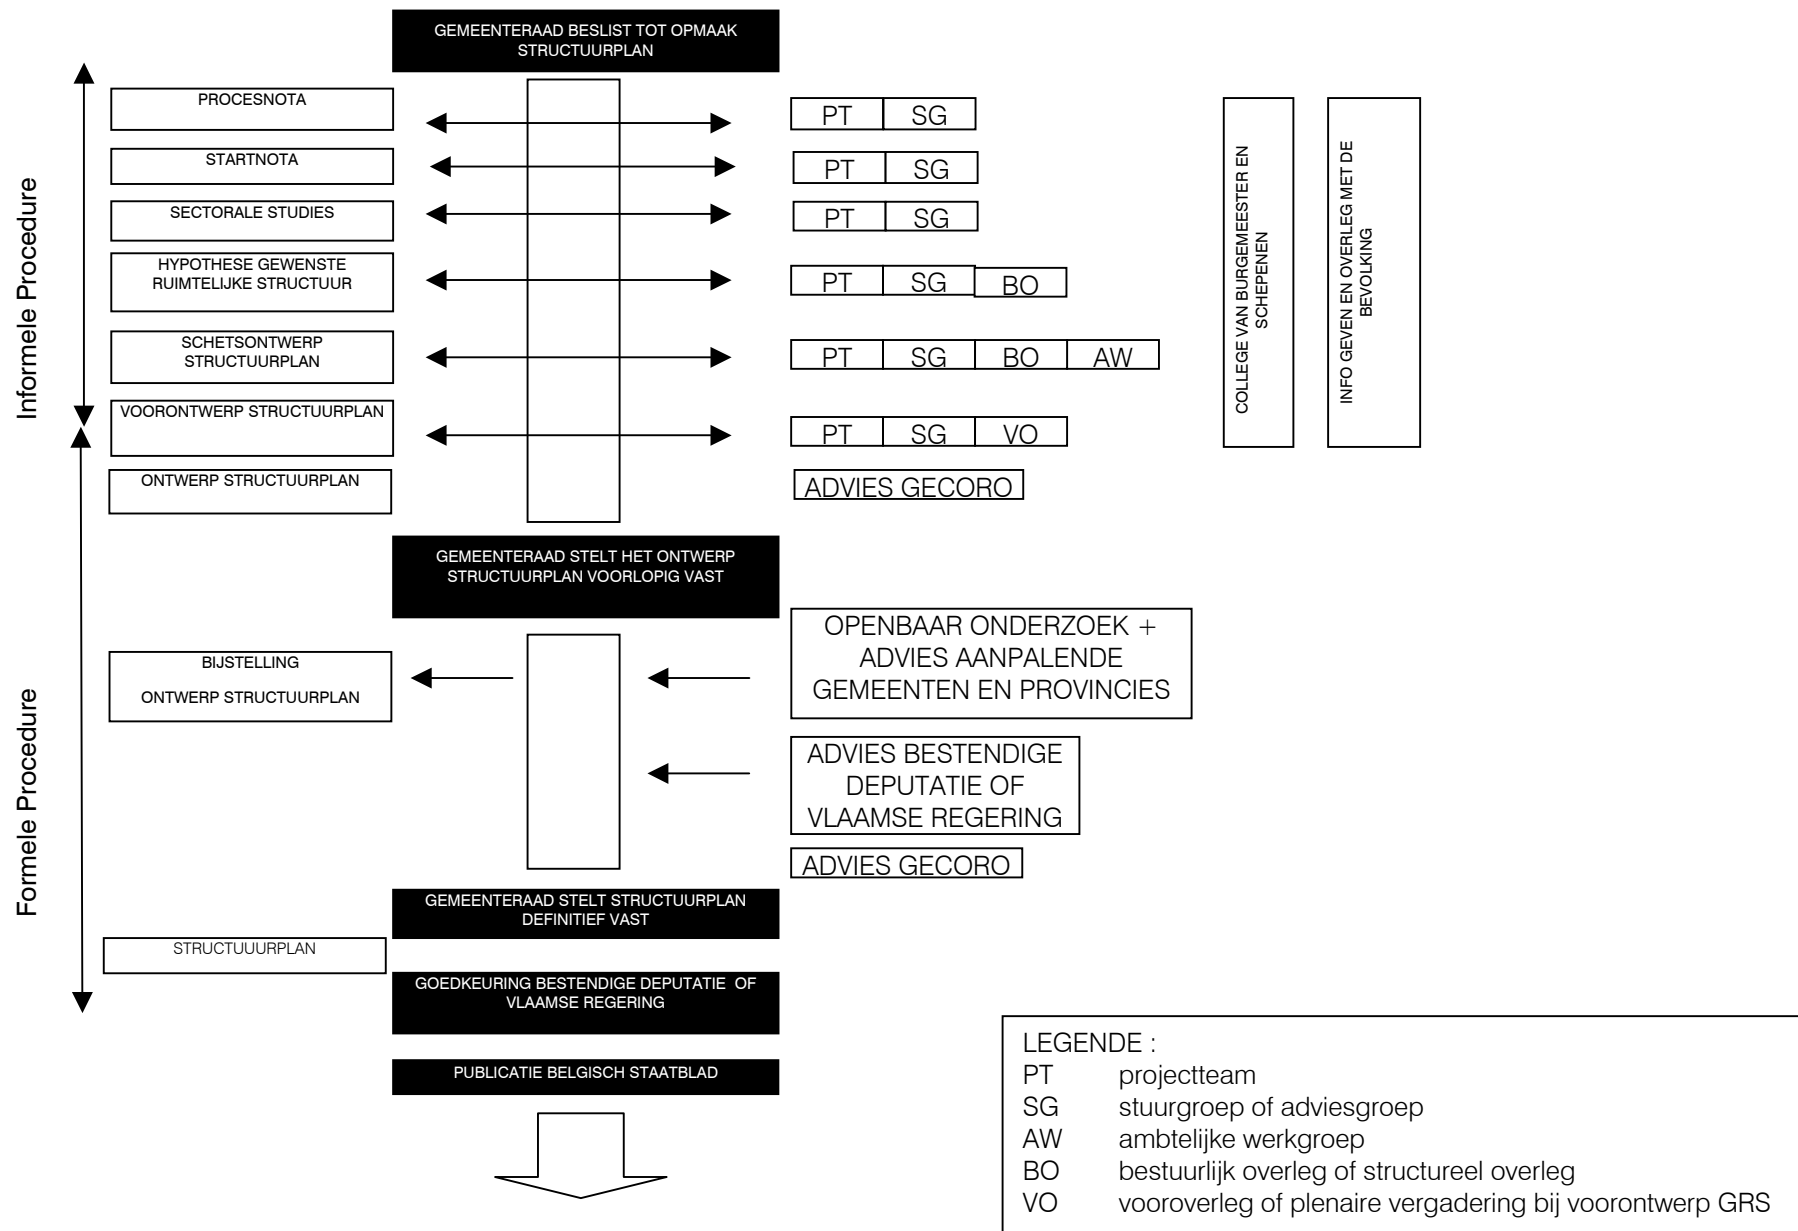 GEMEENTERAAD BESLIST TOT OPMAAK
STRUCTUURPLAN
Informele Procedure
PROCESNOTA
PT SG
STARTNOTA
PT SG
SECTORALE STUDIES
PT SG
HYPOTHESE GEWENSTE
RUIMTELIJKE STRUCTUUR
PT SG BO
SCHETSONTWERP
STRUCTUURPLAN
PT SG BO AW
VOORONTWERP STRUCTUURPLAN
PT SG VO
COLLEGE VAN BURGEMEESTER EN
SCHEPENEN
INFO GEVEN EN OVERLEG MET DE
BEVOLKING
Formele Procedure
ONTWERP STRUCTUURPLAN
ADVIES GECORO
GEMEENTERAAD STELT HET ONTWERP
STRUCTUURPLAN VOORLOPIG VAST
OPENBAAR ONDERZOEK +
ADVIES AANPALENDE
GEMEENTEN EN PROVINCIES
BIJSTELLING
ONTWERP STRUCTUURPLAN
ADVIES BESTENDIGE
DEPUTATIE OF
VLAAMSE REGERING
ADVIES GECORO
GEMEENTERAAD STELT STRUCTUURPLAN
DEFINITIEF VAST
STRUCTUUURPLAN
GOEDKEURING BESTENDIGE DEPUTATIE OF
VLAAMSE REGERING
PUBLICATIE BELGISCH STAATBLAD
LEGENDE :
PT projectteam
SG stuurgroep of adviesgroep
AW ambtelijke werkgroep
BO bestuurlijk overleg of structureel overleg
VO vooroverleg of plenaire vergadering bij voorontwerp GRS